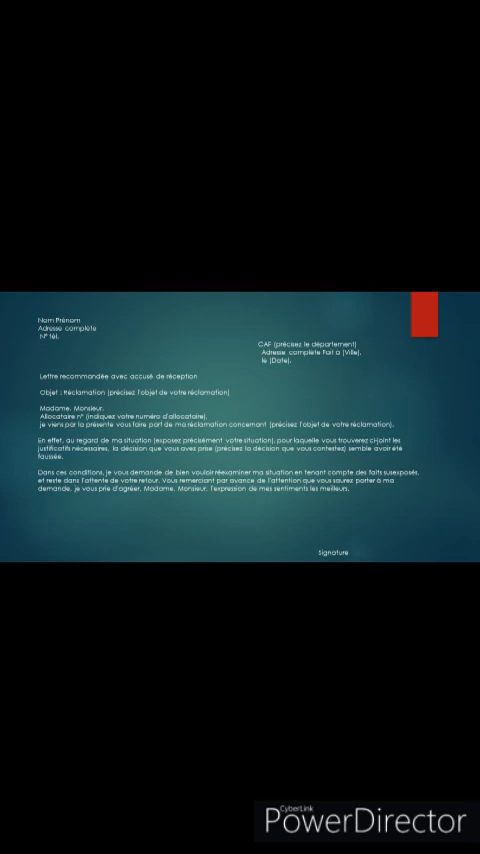 Nom Prénom
Adresse complète
N° tél.
CAF (précisez le département)
Adresse complète Fait à (Ville),
le (Date).
Lettre recommandée avec accusé de réception
Objet : Réclamation (précisez l'objet de votre réclamation)
Madame, Monsieur,
Allocataire n° (indiquez votre numéro d'allocataire),
je viens par la présente vous faire part de ma réclamation concernant (précisez l'objet de votre réclamation).
En effet, au regard de ma situation (exposez précisément votre situation), pour laquelle vous trouverez ci-joint les
justificatifs nécessaires, la décision que vous avez prise (précisez la décision que vous contestez) semble avoir été
faussée.
Dans ces conditions, je vous demande de bien vouloir réexaminer ma situation en tenant compte des faits susexposés,
et reste dans l'attente de votre retour. Vous remerciant par avance de l'attention que vous saurez porter à ma
demande, je vous prie d'agréer, Madame, Monsieur, l'expression de mes sentiments les meilleurs.
Signature
CyberLink
PowerDirector